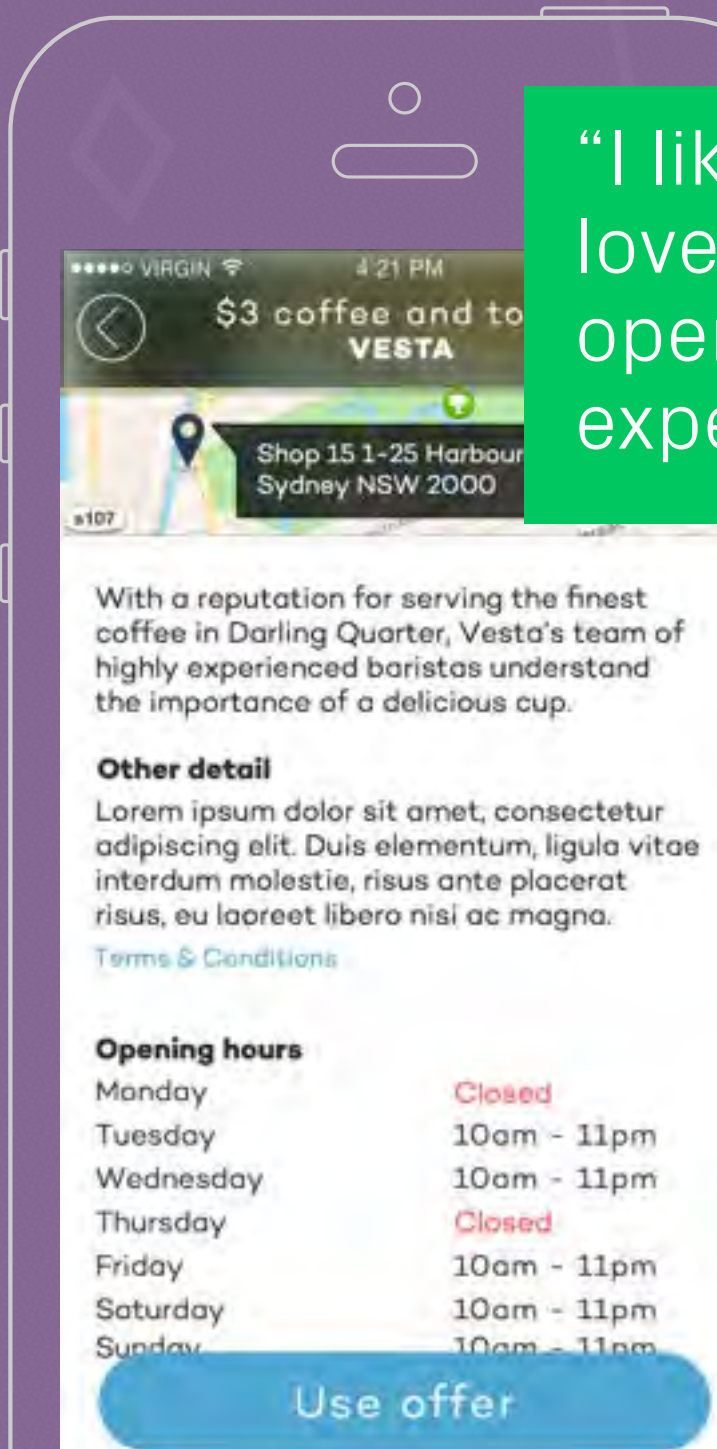 “I lik
love
oper
expe
VIRGIN 4:21 PM
$3 coffee and to
VESTA
Shop 15 1-25 Harbour
Sydney NSW 2000
s107
With a reputation for serving the finest
coffee in Darling Quarter, Vesta's team of
highly experienced baristas understand
the importance of a delicious cup.
Other detail
Lorem ipsum dolor sit amet, consectetur
adipiscing elit. Duis elementum, ligula vitae
interdum molestie, risus ante placerat
risus, eu laoreet libero nisi ac magna.
Terms & Conditions
Opening hours
Monday Closed
Tuesday 10am - 11pm
Wednesday 10am - 11pm
Thursday Closed
Friday 10am - 11pm
Saturday 10am - 11pm
Sunday 10am - 11pm
Use offer